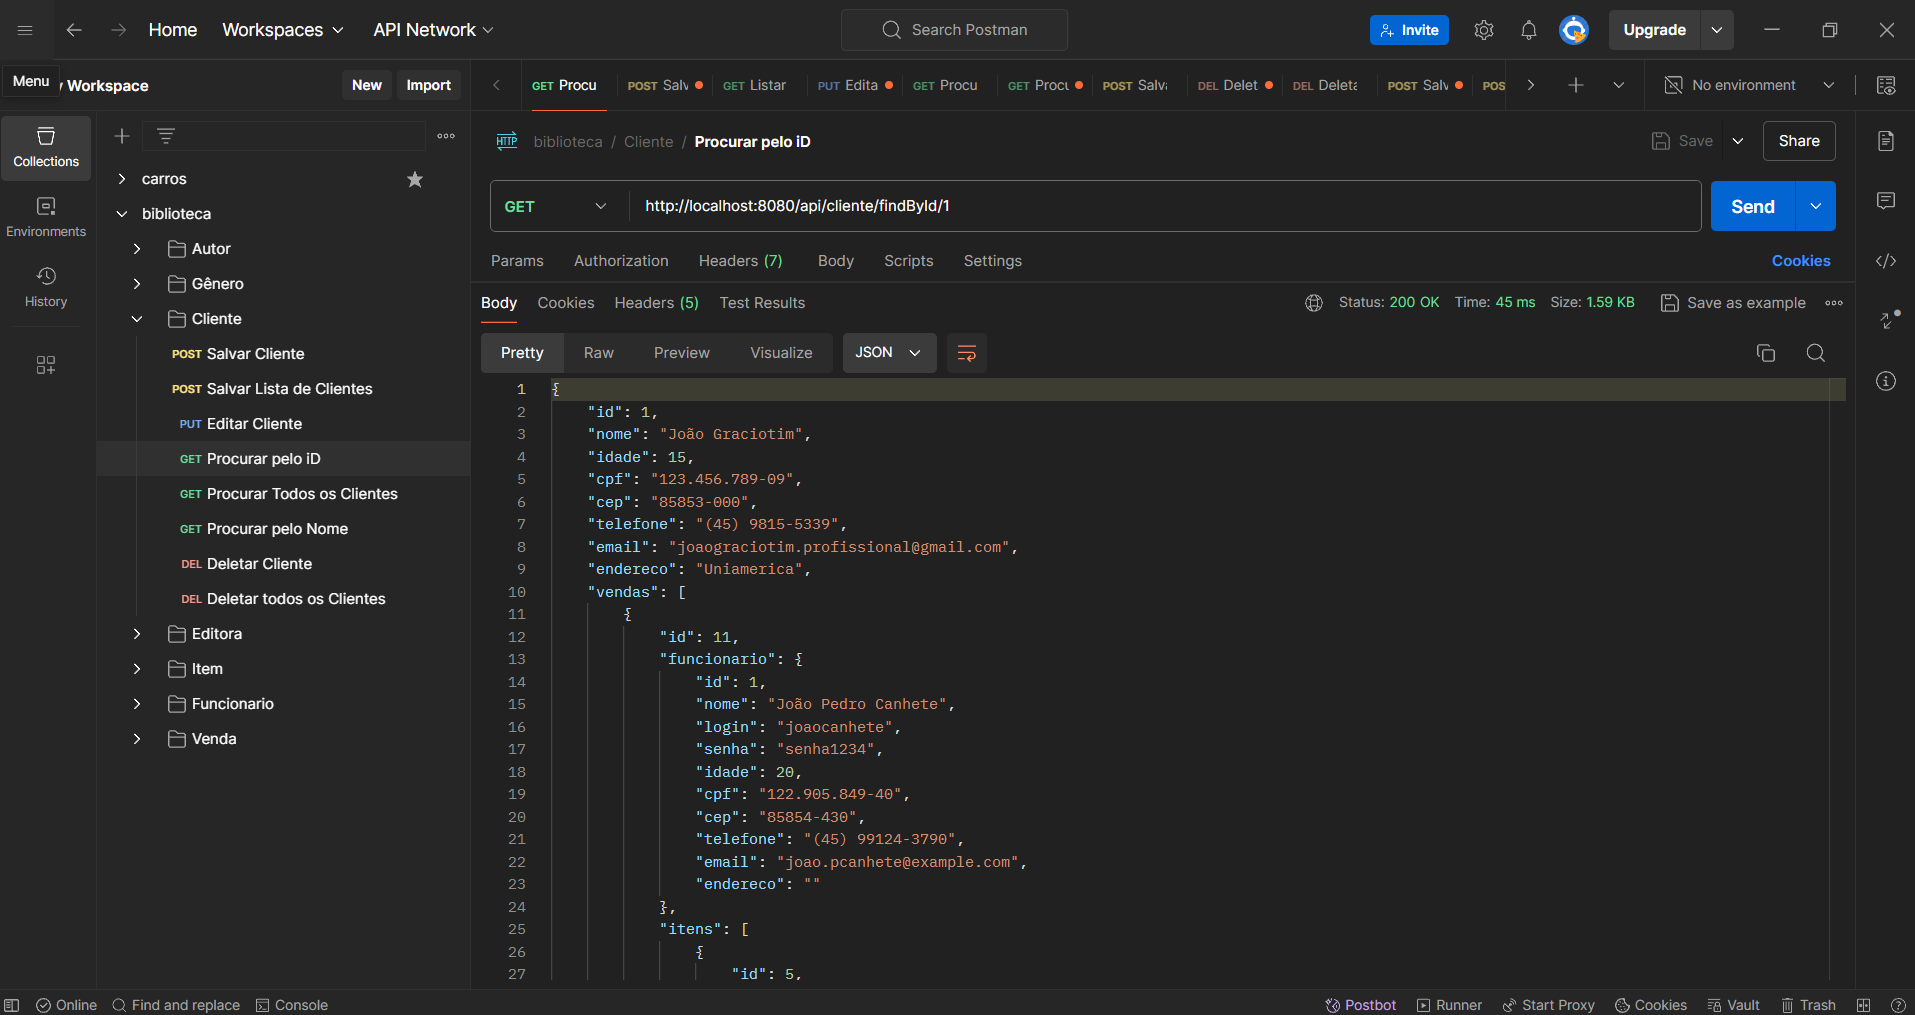 Home Workspaces API Network Search Postman Invite Upgrade
Menu Workspace New Import
GET Procu POST Salv GET Listar PUT Edita GET Procu GET Procu POST Salv DEL Delet DEL Delet POST Salv POS No environment
Collections
Environments
History
carros
biblioteca
Autor
Gênero
Cliente
POST Salvar Cliente
POST Salvar Lista de Clientes
PUT Editar Cliente
GET Procurar pelo iD
GET Procurar Todos os Clientes
GET Procurar pelo Nome
DEL Deletar Cliente
DEL Deletar todos os Clientes
Editora
Item
Funcionario
Venda
HTTP biblioteca / Cliente / Procurar pelo iD Save Share
GET http://localhost:8080/api/cliente/findById/1 Send
Params Authorization Headers (7) Body Scripts Settings Cookies
Body Cookies Headers (5) Test Results Status: 200 OK Time: 45 ms Size: 1.59 KB Save as example
Pretty Raw Preview Visualize JSON
1 {
2 "id": 1,
3 "nome": "João Graciotim",
4 "idade": 15,
5 "cpf": "123.456.789-09",
6 "cep": "85853-000",
7 "telefone": "(45) 9815-5339",
8 "email": "joaograciotim.profissional@gmail.com",
9 "endereco": "Uniamerica",
10 "vendas": [
11 {
12 "id": 11,
13 "funcionario": {
14 "id": 1,
15 "nome": "João Pedro Canhete",
16 "login": "joaocanhete",
17 "senha": "senha1234",
18 "idade": 20,
19 "cpf": "122.905.849-40",
20 "cep": "85854-430",
21 "telefone": "(45) 99124-3790",
22 "email": "joao.pcanhete@example.com",
23 "endereco": ""
24 },
25 "itens": [
26 {
27 "id": 5,
Online Find and replace Console Postbot Runner Start Proxy Cookies Vault Trash